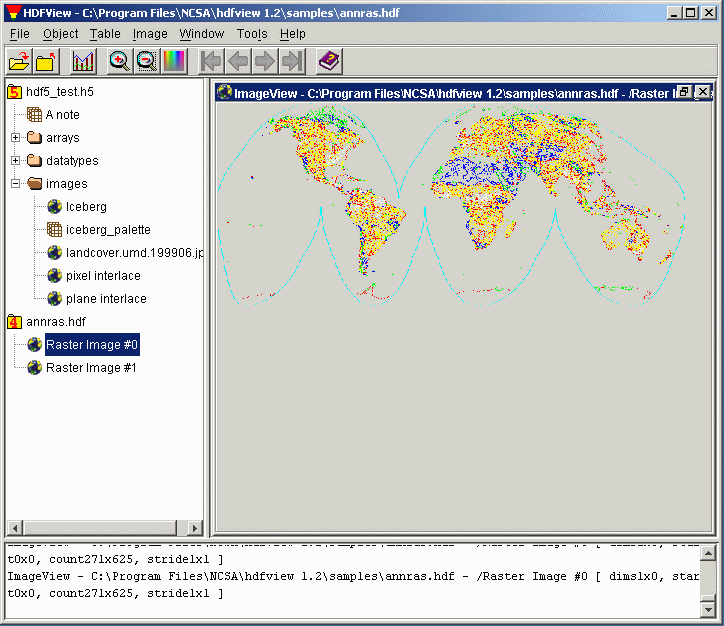 HDFView - C:\Program Files\NCSA\hdfview 1.2\samples\annras.hdf
File Object Table Image Window Tools Help
5 hdf5_test.h5
A note
arrays
datatypes
images
Iceberg
iceberg_palette
landcover.umd.199906.jp
pixel interlace
plane interlace
4 annras.hdf
Raster Image #0
Raster Image #1
ImageView - C:\Program Files\NCSA\hdfview 1.2\samples\annras.hdf - /Raster Im
t0x0, count271x625, stride1x1 ]
ImageView - C:\Program Files\NCSA\hdfview 1.2\samples\annras.hdf - /Raster Image #0 [ dims1x0, star
t0x0, count271x625, stride1x1 ]